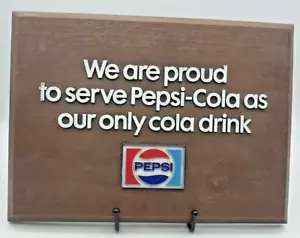 We are proud
to serve Pepsi-Cola as
our only cola drink
PEPSI